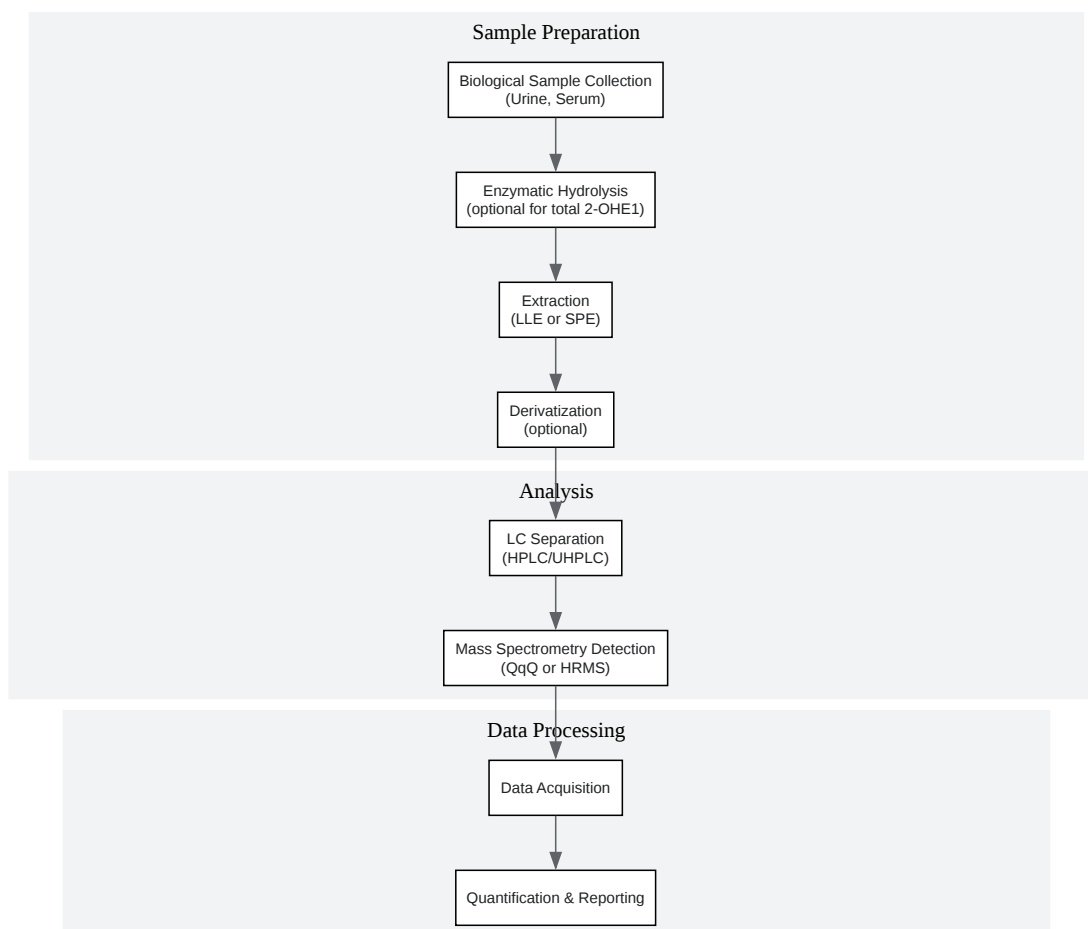 Sample Preparation
Biological Sample Collection
(Urine, Serum)
Enzymatic Hydrolysis
(optional for total 2-OHE1)
Extraction
(LLE or SPE)
Derivatization
(optional)
Analysis
LC Separation
(HPLC/UHPLC)
Mass Spectrometry Detection
(QqQ or HRMS)
Data Processing
Data Acquisition
Quantification & Reporting